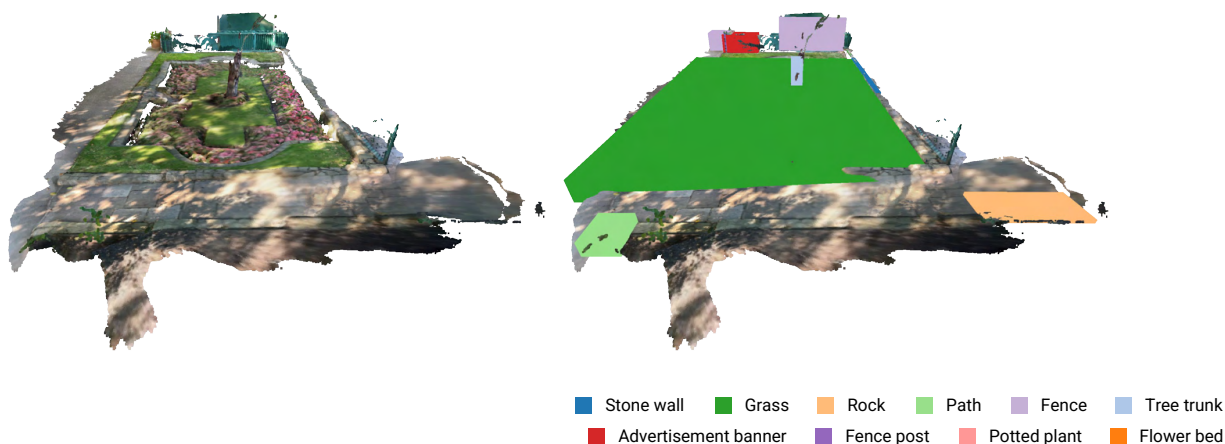 Stone wall Grass Rock Path Fence Tree trunk
Advertisement banner Fence post Potted plant Flower bed